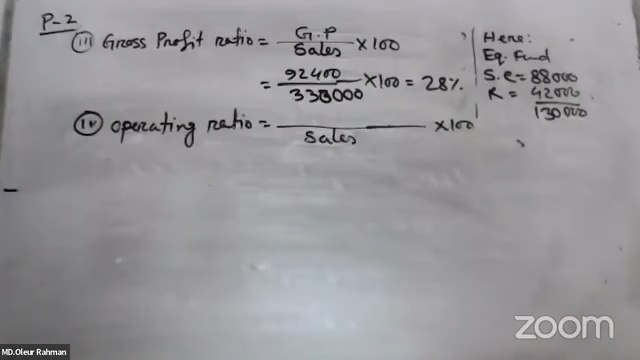 P-2
(iii) Gross Profit ratio = G.P / Sales × 100
= 92400 / 330000 × 100 = 28%
(iv) Operating ratio = / Sales × 100
Here:
Eq. Fund
S.C = 88000
R = 42000
130000
zoom
MD.Oleur Rahman